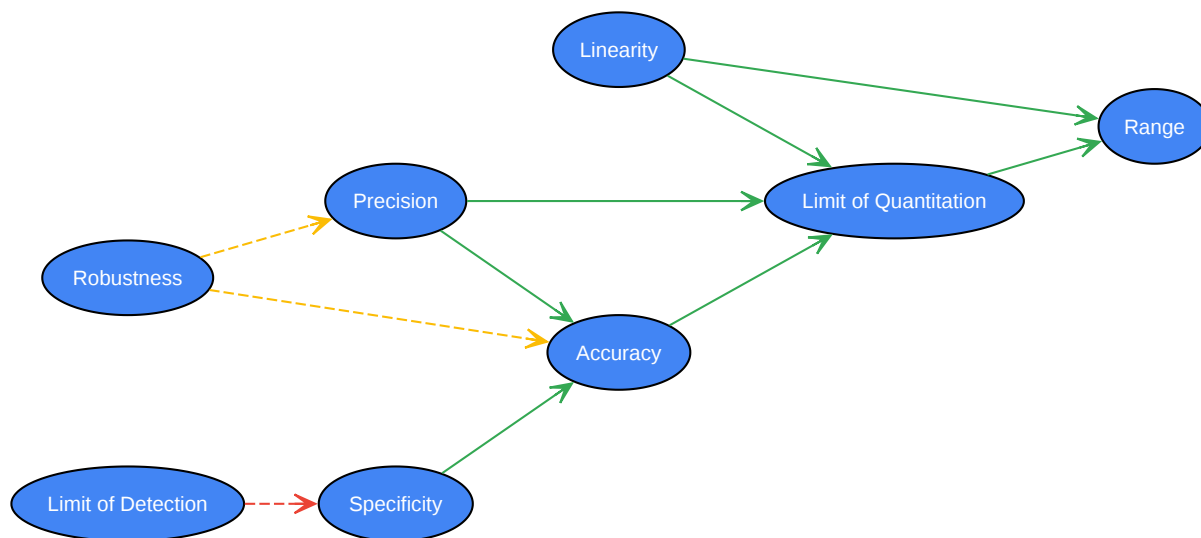 Linearity
Range
Precision
Limit of Quantitation
Robustness
Accuracy
Limit of Detection
Specificity